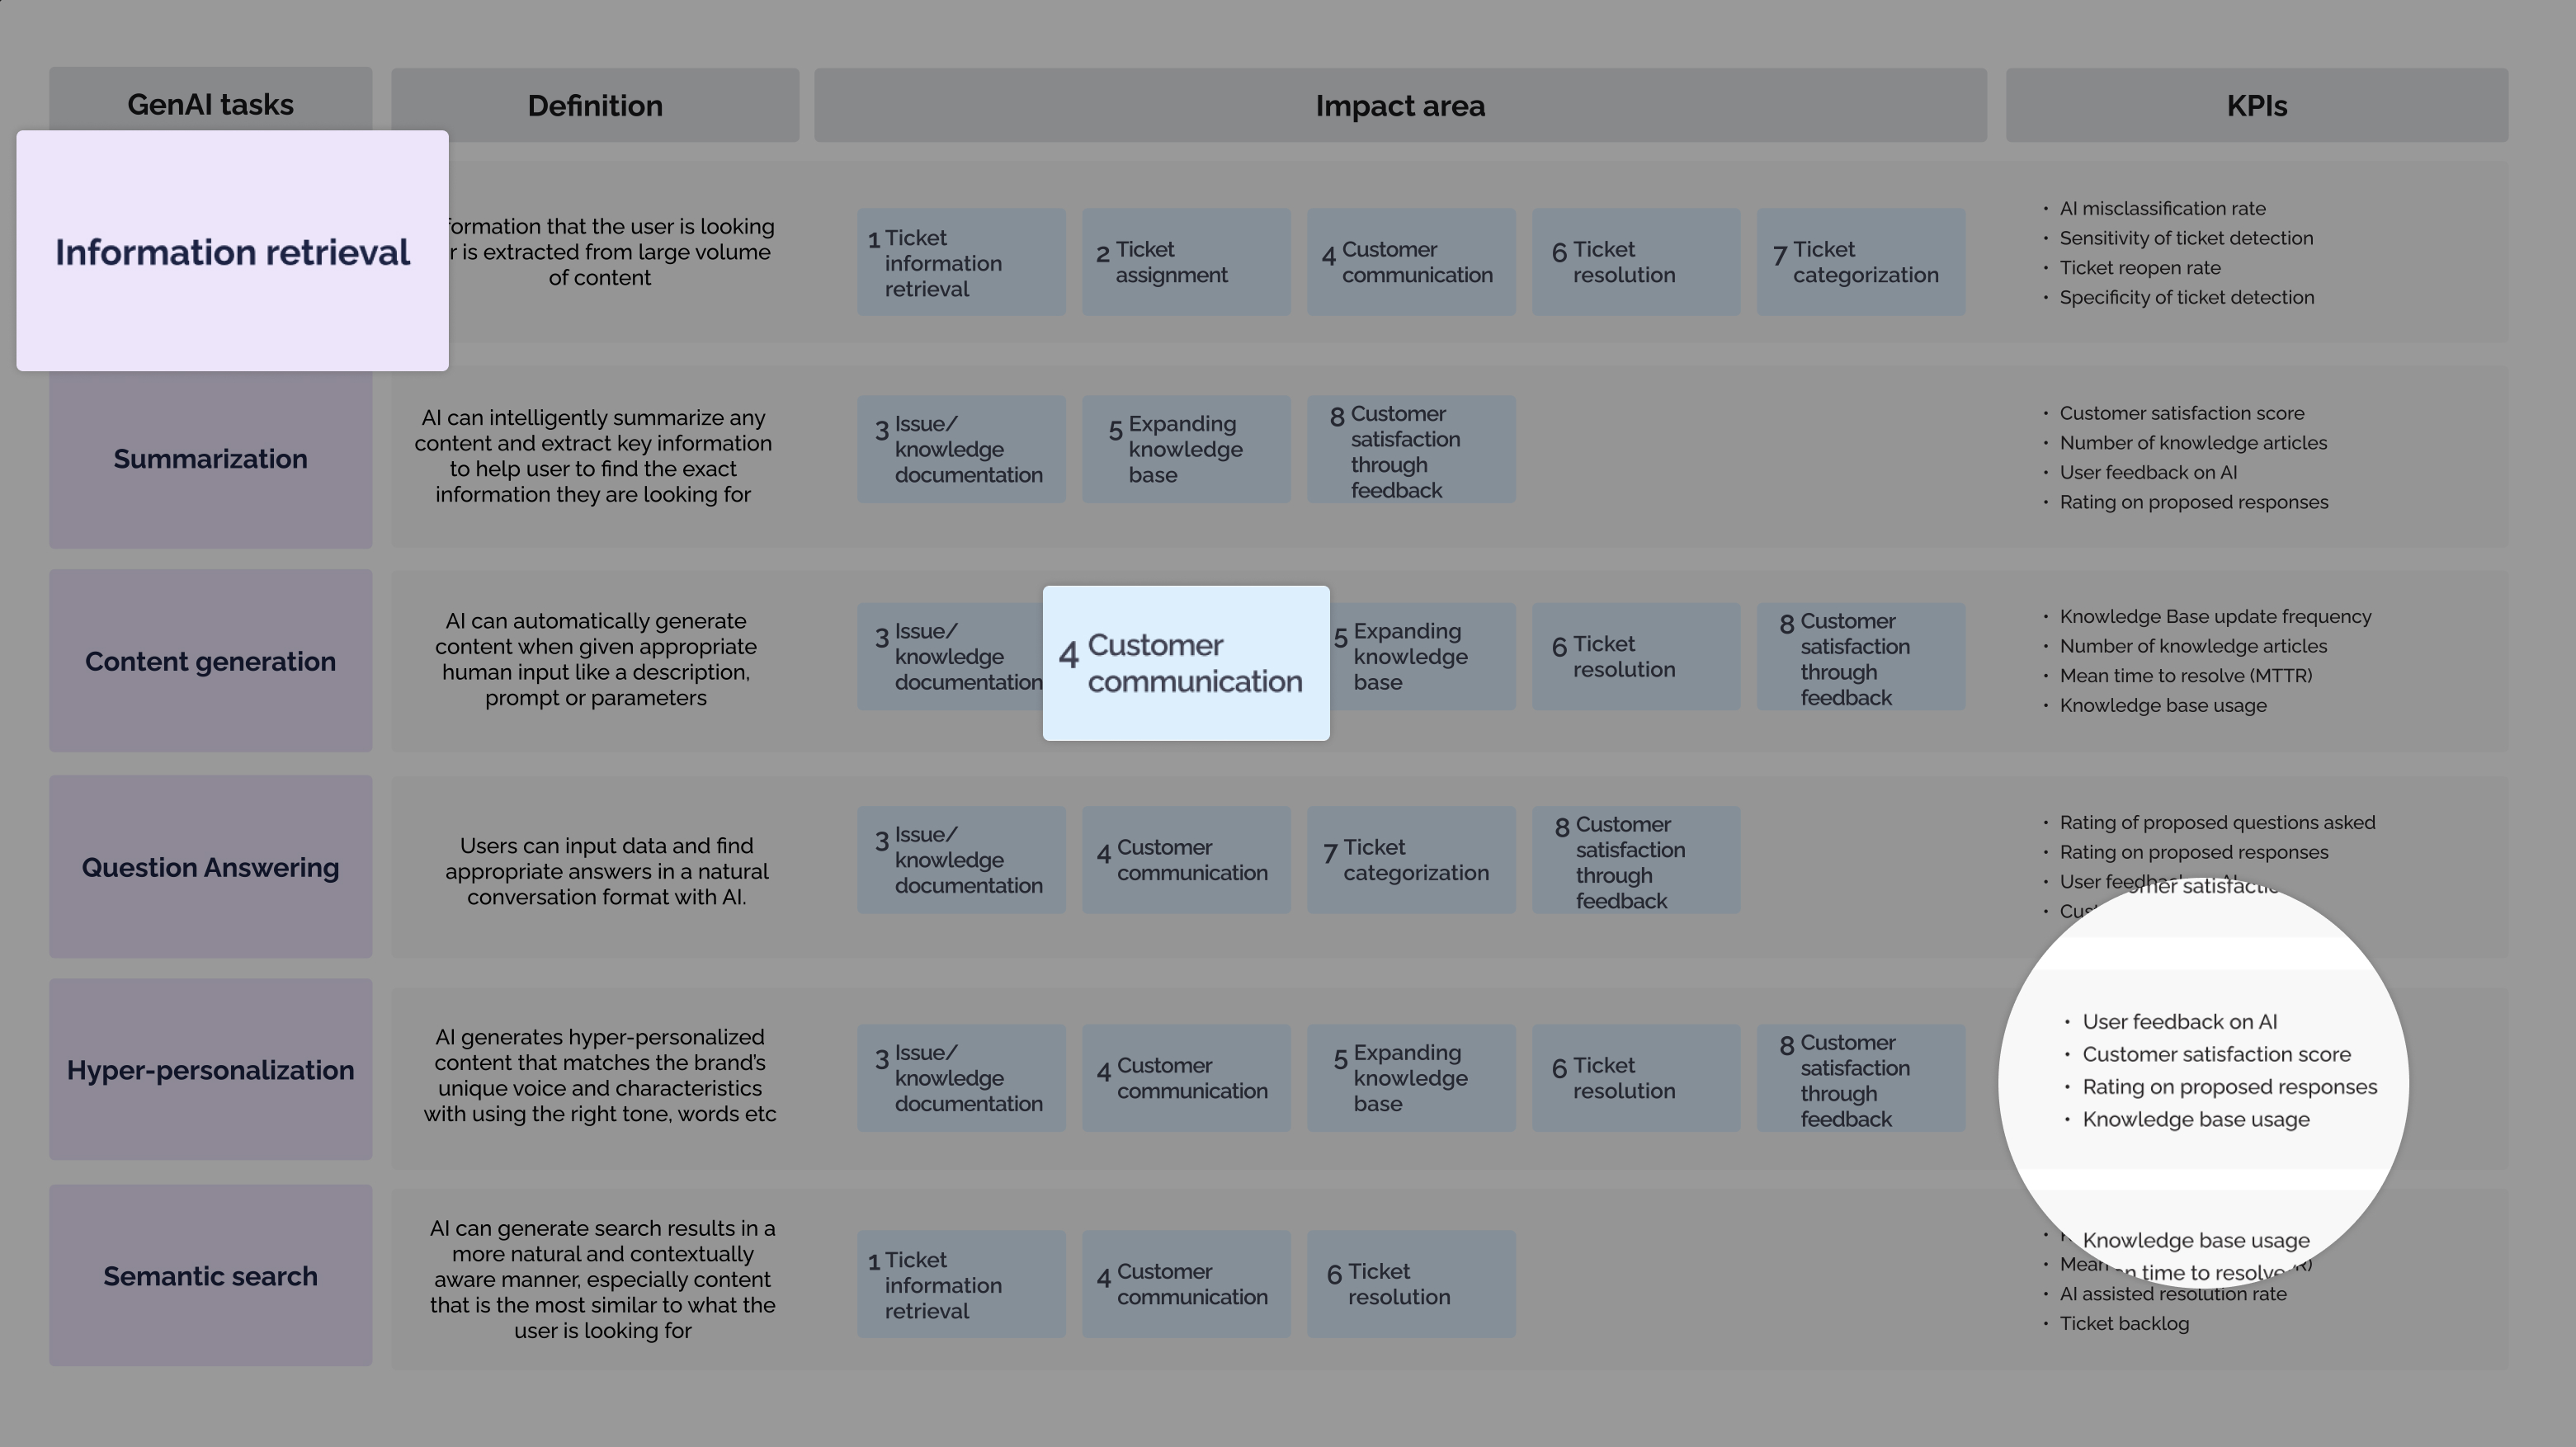 GenAI tasks
Definition
Impact area
KPIs
Information retrieval
formation that the user is looking
r is extracted from large volume
of content
1 Ticket
information
retrieval
2 Ticket
assignment
4 Customer
communication
6 Ticket
resolution
7 Ticket
categorization
• AI misclassification rate
• Sensitivity of ticket detection
• Ticket reopen rate
• Specificity of ticket detection
Summarization
AI can intelligently summarize any
content and extract key information
to help user to find the exact
information they are looking for
3 Issue/
knowledge
documentation
5 Expanding
knowledge
base
8 Customer
satisfaction
through
feedback
• Customer satisfaction score
• Number of knowledge articles
• User feedback on AI
• Rating on proposed responses
Content generation
AI can automatically generate
content when given appropriate
human input like a description,
prompt or parameters
3 Issue/
knowledge
documentation
4 Customer
communication
5 Expanding
knowledge
base
6 Ticket
resolution
8 Customer
satisfaction
through
feedback
• Knowledge Base update frequency
• Number of knowledge articles
• Mean time to resolve (MTTR)
• Knowledge base usage
Question Answering
Users can input data and find
appropriate answers in a natural
conversation format with AI.
3 Issue/
knowledge
documentation
4 Customer
communication
7 Ticket
categorization
8 Customer
satisfaction
through
feedback
• Rating of proposed questions asked
• Rating on proposed responses
• User
Hyper-personalization
AI generates hyper-personalized
content that matches the brand's
unique voice and characteristics
with using the right tone, words etc
3 Issue/
knowledge
documentation
4 Customer
communication
5 Expanding
knowledge
base
6 Ticket
resolution
8 Customer
satisfaction
through
feedback
• User feedback on AI
• Customer satisfaction score
• Rating on proposed responses
• Knowledge base usage
Semantic search
AI can generate search results in a
more natural and contextually
aware manner, especially content
that is the most similar to what the
user is looking for
1 Ticket
information
retrieval
4 Customer
communication
6 Ticket
resolution
Knowledge base usage
• Mean time to resolve
• AI assisted resolution rate
• Ticket backlog